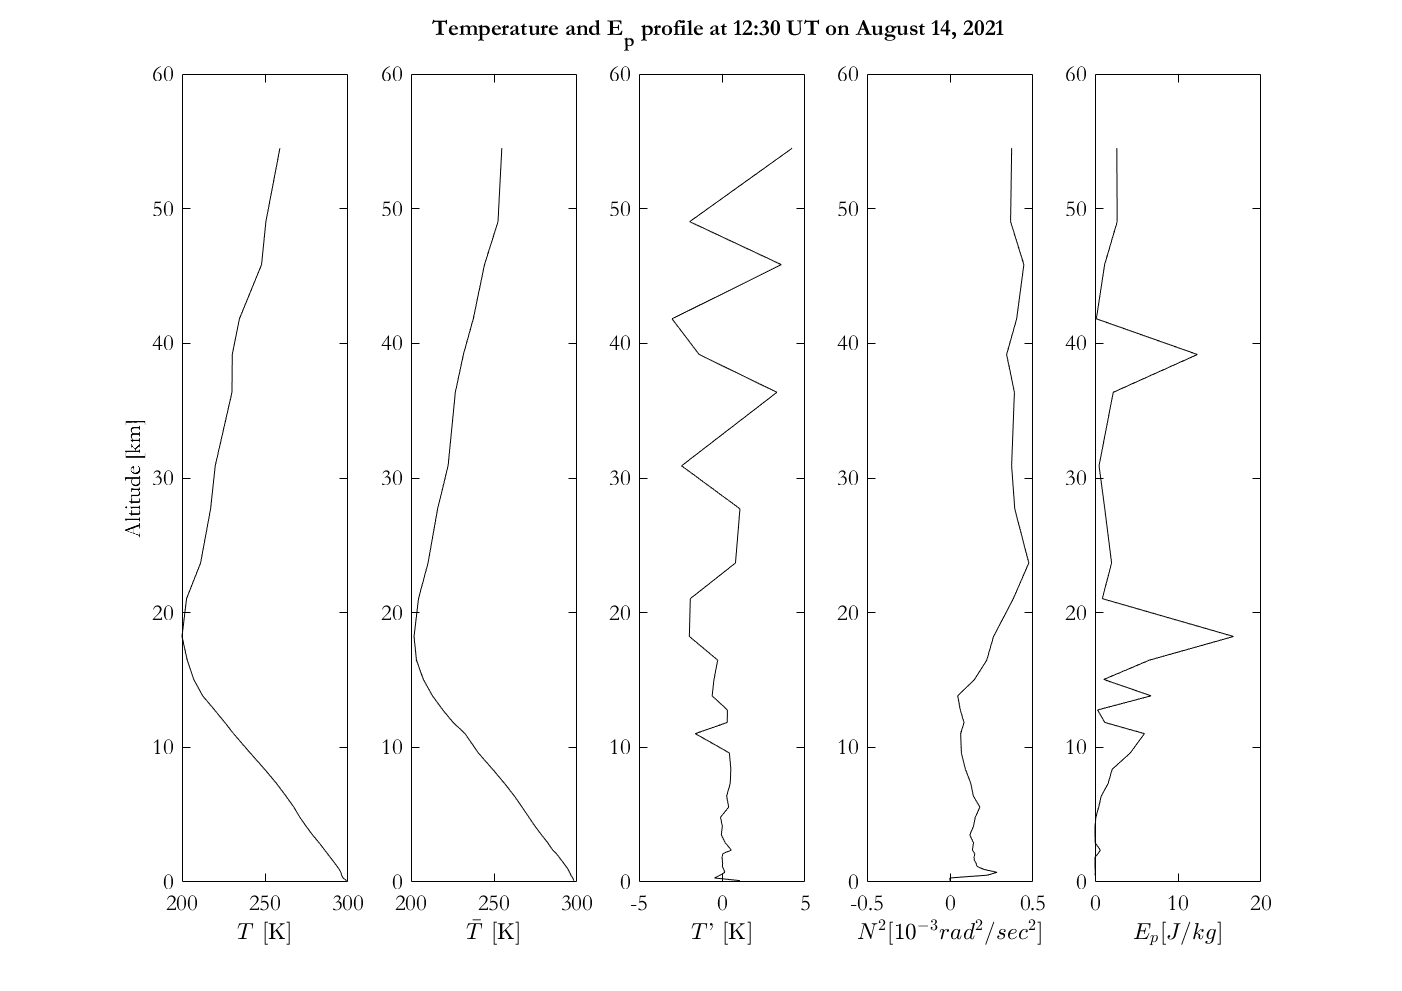 Temperature and E_p profile at 12:30 UT on August 14, 2021
60 60 60 60 60
50 50 50 50 50
40 40 40 40 40
30 30 30 30 30
20 20 20 20 20
10 10 10 10 10
0 0 0 0 0
Altitude [km]
200 250 300 200 250 300 -5 0 5 -0.5 0 0.5 0 10 20
T [K] T̄ [K] T' [K] N²[10⁻³rad²/sec²] E_p[J/kg]